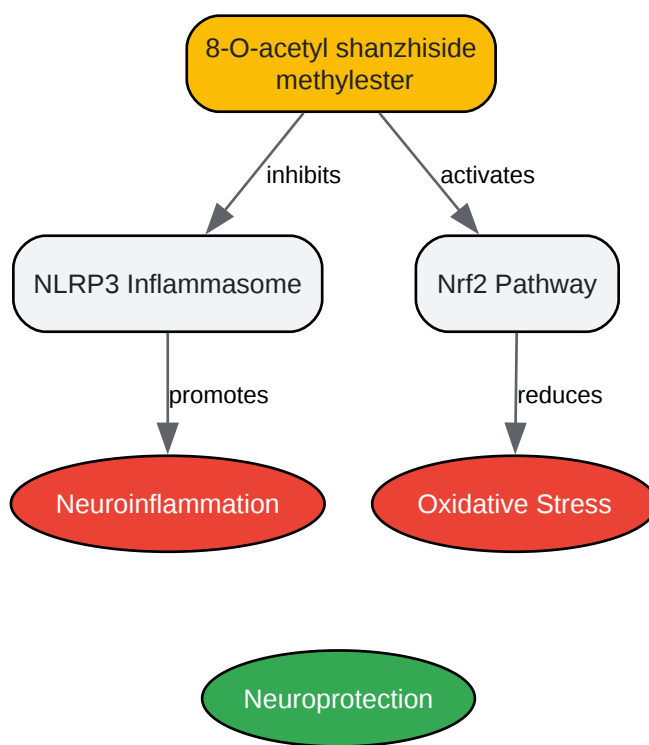 8-O-acetyl shanzhiside
methylester
inhibits
activates
NLRP3 Inflammasome
Nrf2 Pathway
promotes
reduces
Neuroinflammation
Oxidative Stress
Neuroprotection